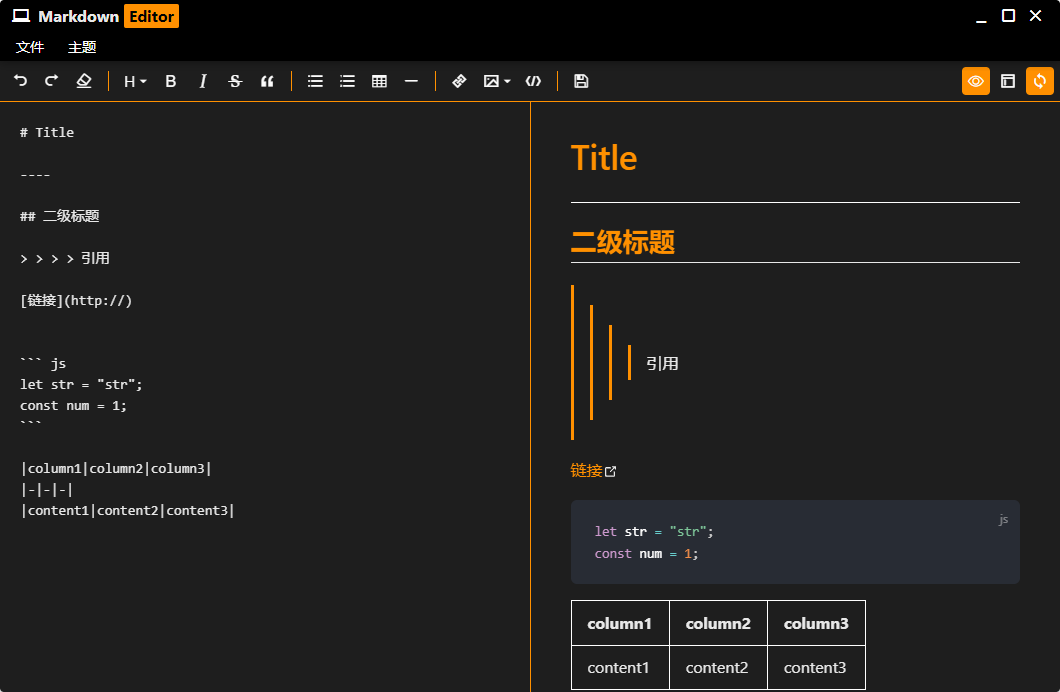 Markdown Editor
文件 主题
H B I S
# Title
----
## 二级标题
> > > > 引用
[链接](http://)
``` js
let str = "str";
const num = 1;
```
|column1|column2|column3|
|-|-|-|
|content1|content2|content3|
Title
二级标题
引用
链接
js
let str = "str";
const num = 1;
column1 column2 column3
content1 content2 content3